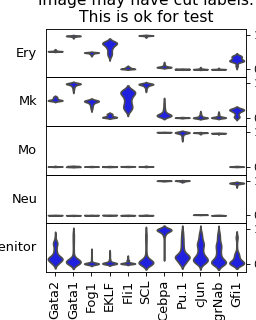 image may have cut labels.
This is ok for test
Ery
Mk
Mo
Neu
enitor
Gata2
Gata1
Fog1
EKLF
Fli1
SCL
Cebpa
Pu.1
cJun
grNab
Gfi1